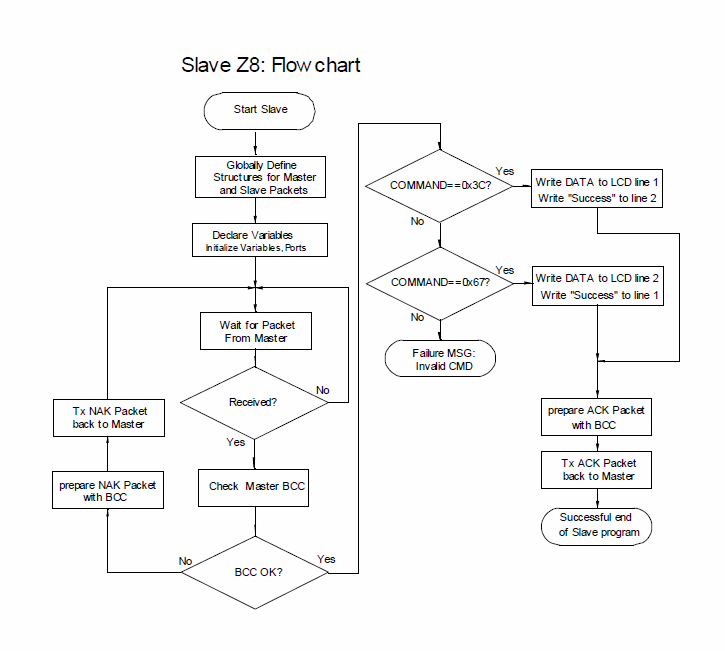 Slave Z8: Flow chart
Start Slave
Globally Define
Structures for Master
and Slave Packets
Declare Variables
Initialize Variables, Ports
Wait for Packet
From Master
Received?
No
Yes
Tx NAK Packet
back to Master
prepare NAK Packet
with BCC
Check Master BCC
BCC OK?
No
Yes
COMMAND==0x3C?
Yes
No
Write DATA to LCD line 1
Write "Success" to line 2
COMMAND==0x67?
Yes
No
Write DATA to LCD line 2
Write "Success" to line 1
Failure MSG:
Invalid CMD
prepare ACK Packet
with BCC
Tx ACK Packet
back to Master
Successful end
of Slave program